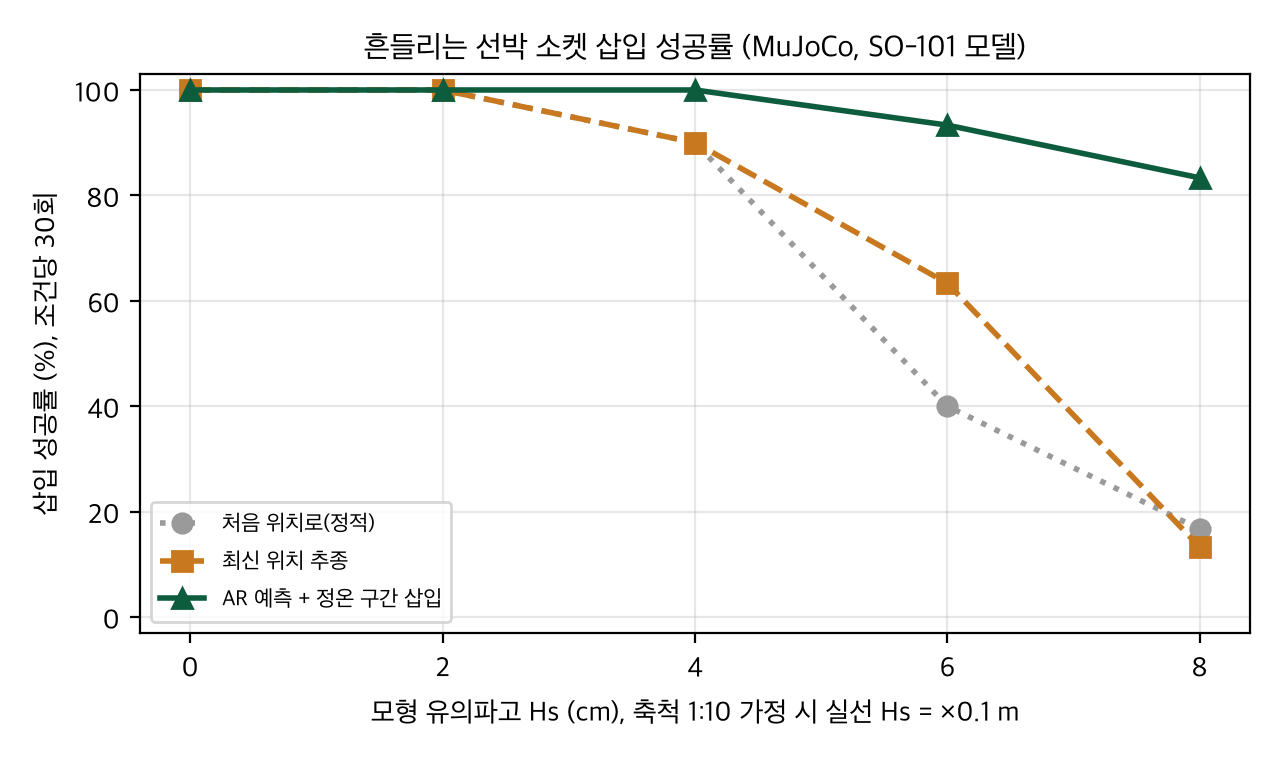 흔들리는 선박 소켓 삽입 성공률 (MuJoCo, SO-101 모델)
삽입 성공률 (%), 조건당 30회
100
80
60
40
20
0
처음 위치로(정적)
최신 위치 추종
AR 예측 + 정온 구간 삽입
0 2 4 6 8
모형 유의파고 Hs (cm), 축척 1:10 가정 시 실선 Hs = ×0.1 m